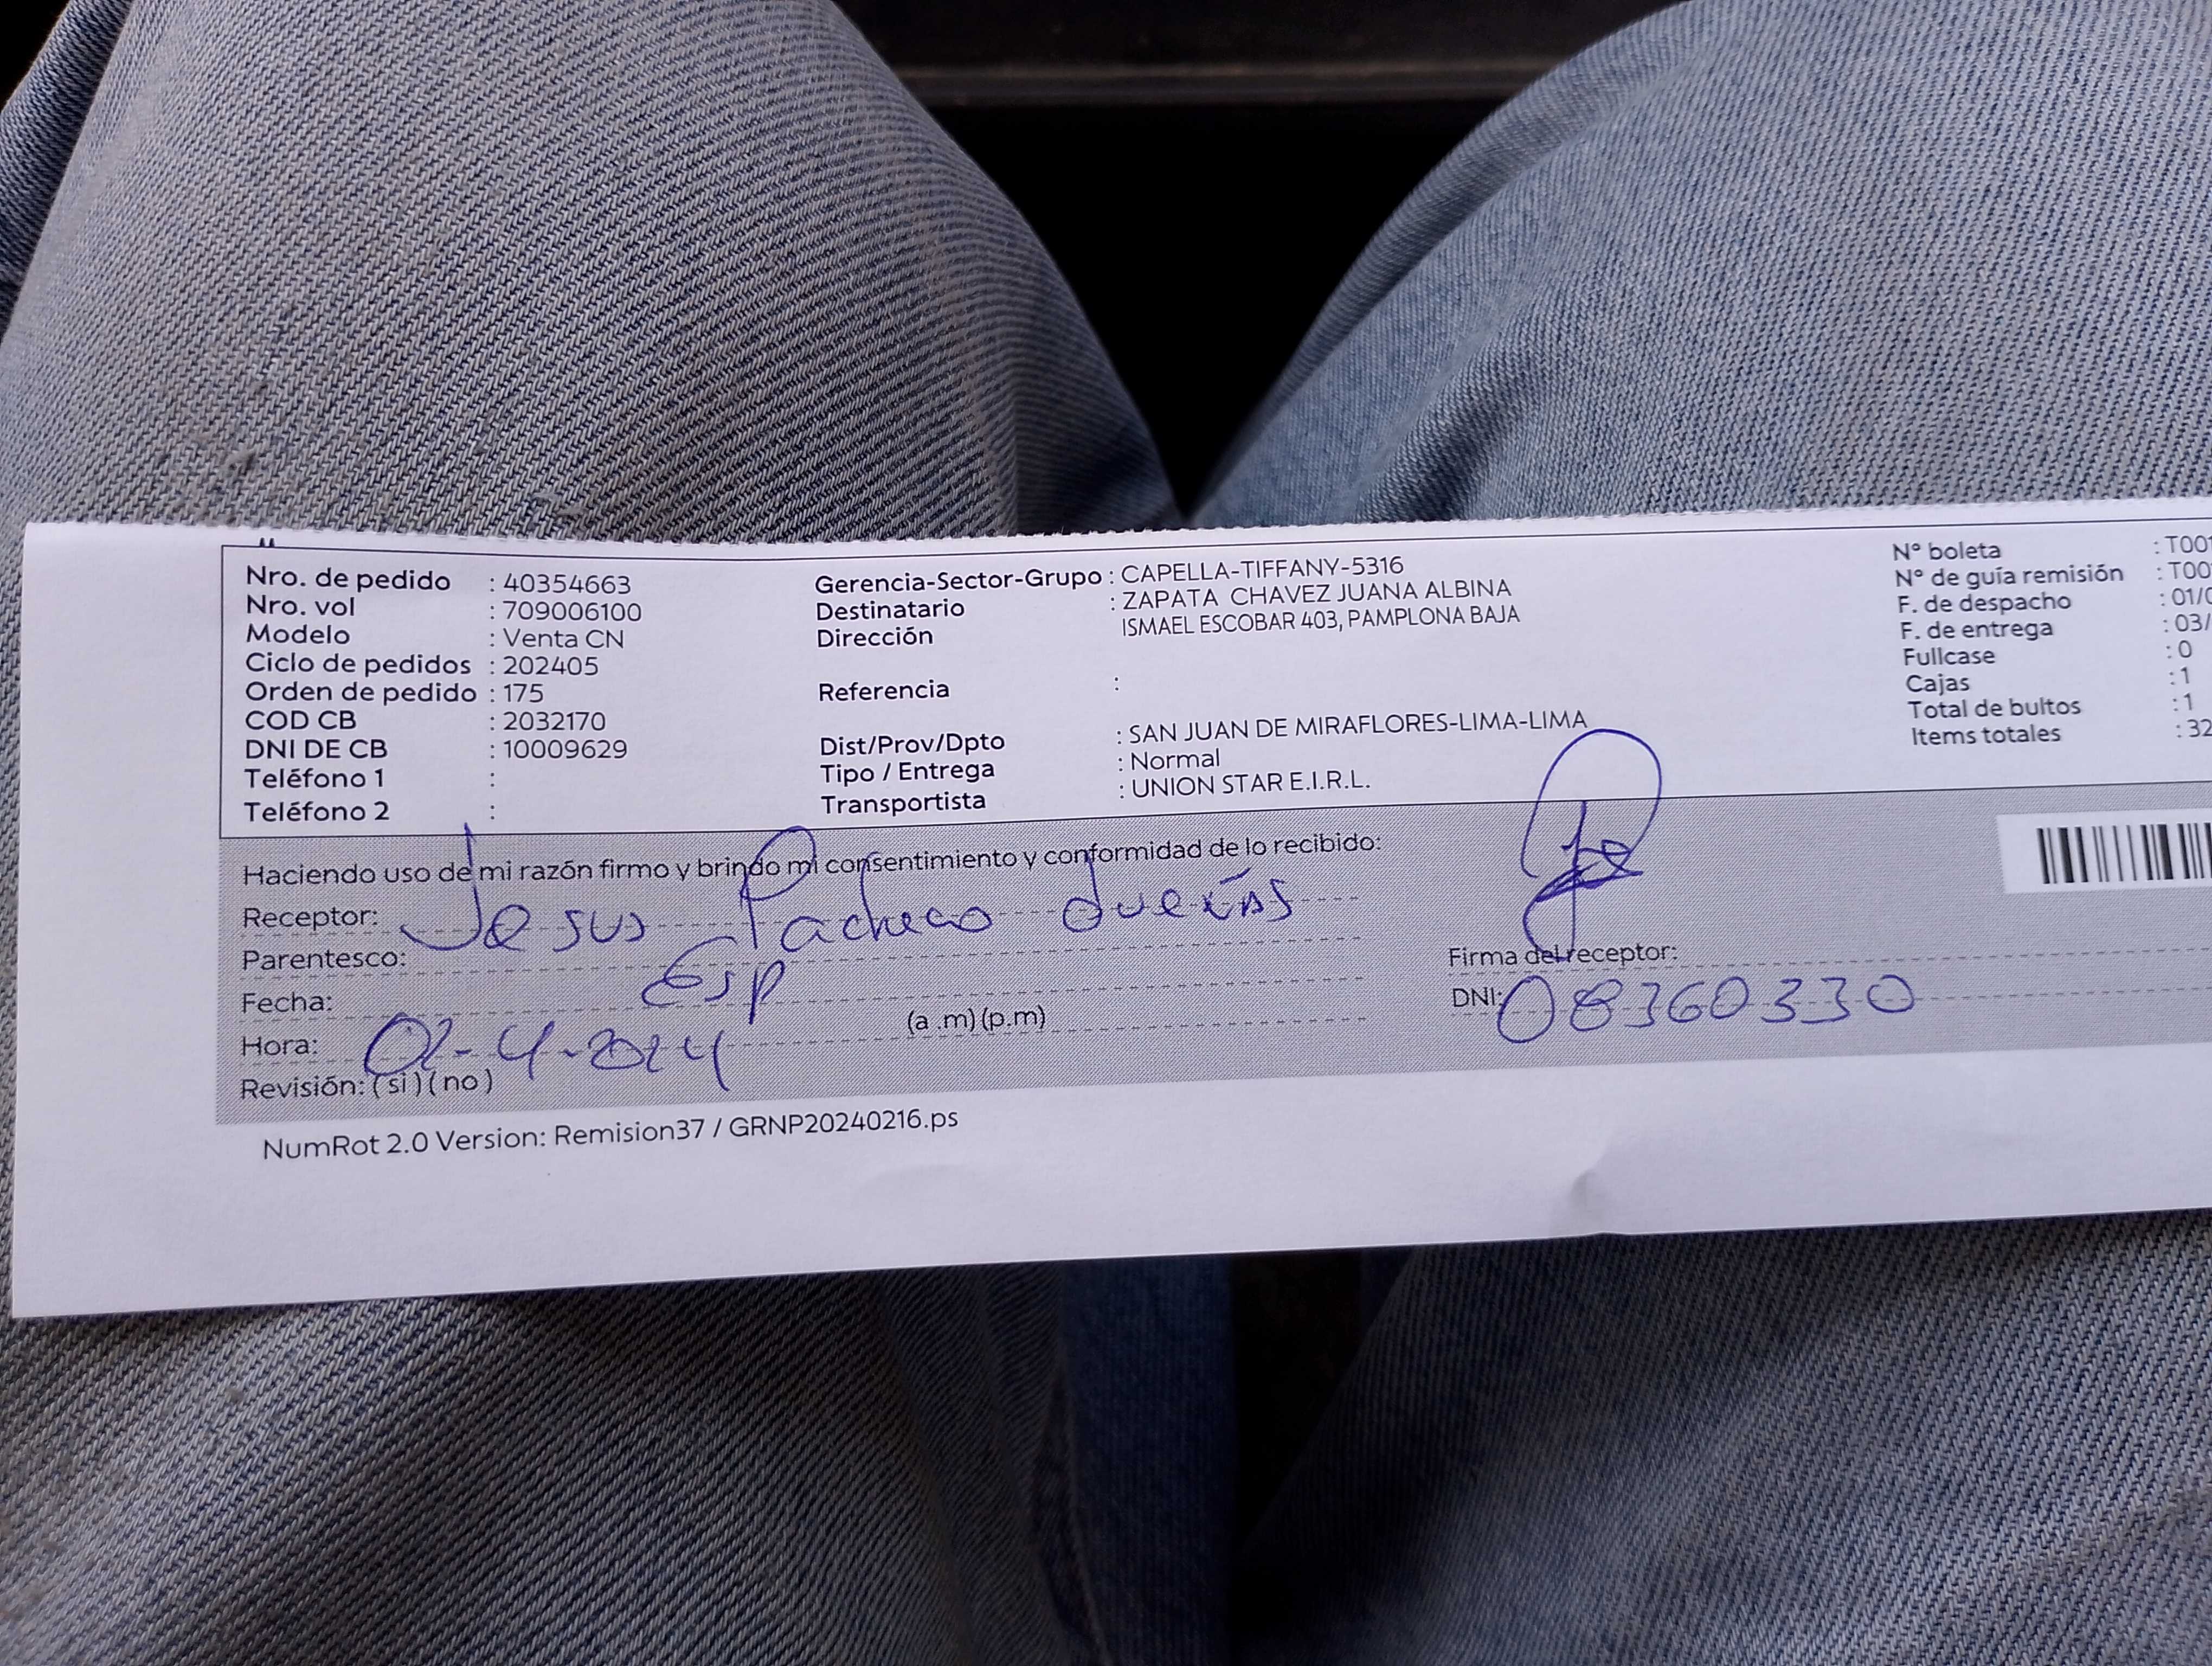 Nro. de pedido : 40354663
Nro. vol : 709006100
Modelo : Venta CN
Ciclo de pedidos : 202405
Orden de pedido : 175
COD CB : 2032170
DNI DE CB : 10009629
Teléfono 1 :
Teléfono 2 :
Gerencia-Sector-Grupo : CAPELLA-TIFFANY-5316
Destinatario : ZAPATA CHAVEZ JUANA ALBINA
Dirección ISMAEL ESCOBAR 403, PAMPLONA BAJA
Referencia :
Dist/Prov/Dpto : SAN JUAN DE MIRAFLORES-LIMA-LIMA
Tipo / Entrega : Normal
Transportista : UNION STAR E.I.R.L.
N° boleta : T001
N° de guía remisión : T00
F. de despacho : 01/0
F. de entrega : 03/
Fullcase : 0
Cajas : 1
Total de bultos : 1
Items totales : 32
Haciendo uso de mi razón firmo y brindo mi consentimiento y conformidad de lo recibido:
Receptor: Jesus Pacheco dueñas
Parentesco: Esp
Fecha: 02-4-2024
Hora: (a .m) (p.m)
Revisión: (si) (no)
Firma del receptor:
DNI: 08360330
NumRot 2.0 Version: Remision37 / GRNP20240216.ps